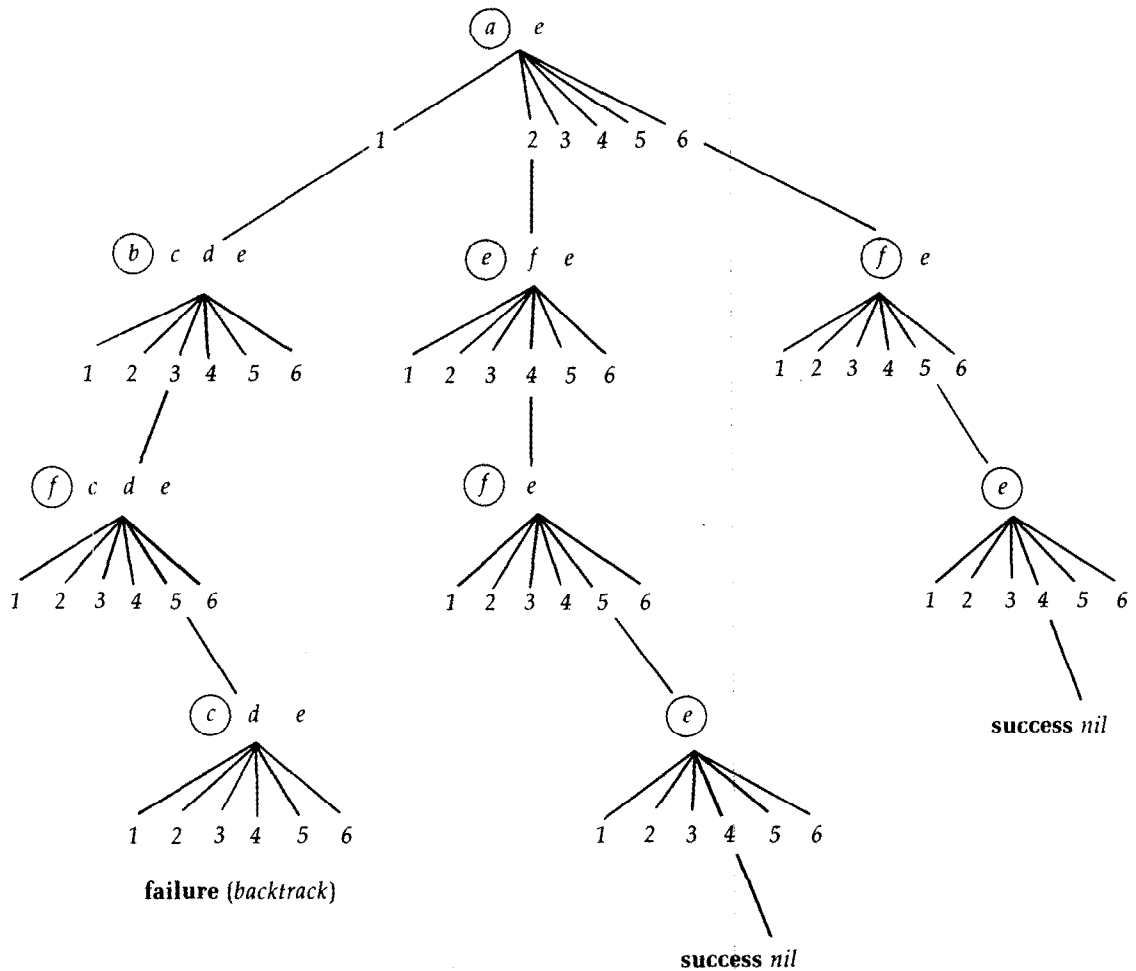 a e
1 2 3 4 5 6
b c d e e f e f e
1 2 3 4 5 6 1 2 3 4 5 6 1 2 3 4 5 6
f c d e f e e
1 2 3 4 5 6 1 2 3 4 5 6 1 2 3 4 5 6
c d e e
success nil
1 2 3 4 5 6 1 2 3 4 5 6
failure (backtrack)
success nil